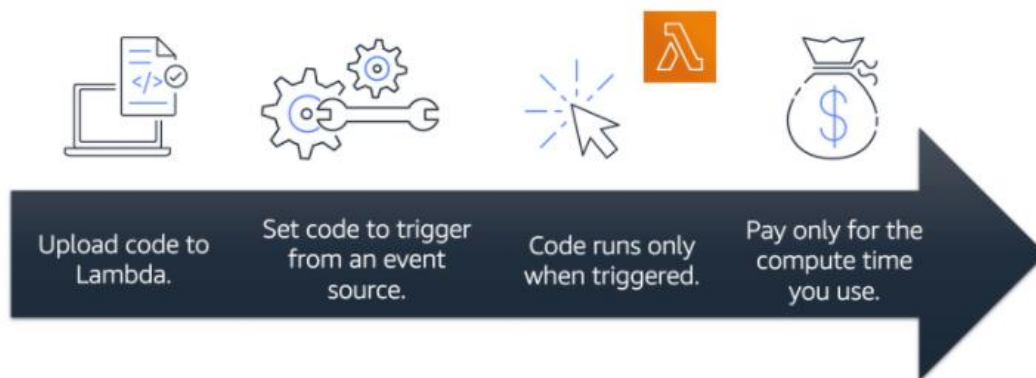 </>
$
Upload code to
Lambda.
Set code to trigger
from an event
source.
Code runs only
when triggered.
Pay only for the
compute time
you use.